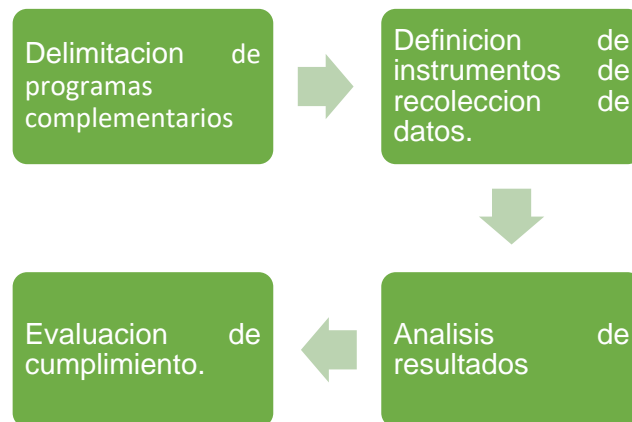 Delimitacion de
programas
complementarios
Definicion de
instrumentos de
recoleccion de
datos.
Analisis de
resultados
Evaluacion de
cumplimiento.